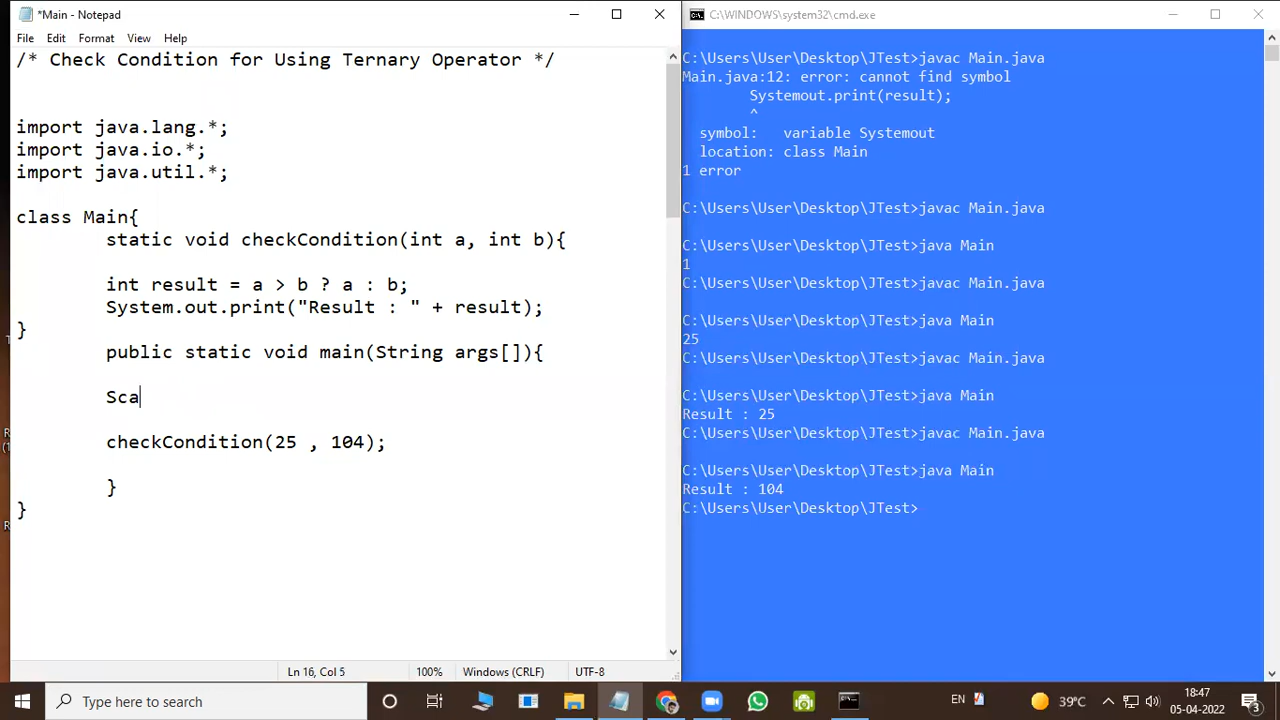 *Main - Notepad
File Edit Format View Help
/* Check Condition for Using Ternary Operator */
import java.lang.*;
import java.io.*;
import java.util.*;
class Main{
static void checkCondition(int a, int b){
int result = a > b ? a : b;
System.out.print("Result : " + result);
}
public static void main(String args[]){
Sca
checkCondition(25 , 104);
}
}
Ln 16, Col 5 100% Windows (CRLF) UTF-8
C:\WINDOWS\system32\cmd.exe
C:\Users\User\Desktop\JTest>javac Main.java
Main.java:12: error: cannot find symbol
Systemout.print(result);
^
symbol: variable Systemout
location: class Main
1 error
C:\Users\User\Desktop\JTest>javac Main.java
C:\Users\User\Desktop\JTest>java Main
1
C:\Users\User\Desktop\JTest>javac Main.java
C:\Users\User\Desktop\JTest>java Main
25
C:\Users\User\Desktop\JTest>javac Main.java
C:\Users\User\Desktop\JTest>java Main
Result : 25
C:\Users\User\Desktop\JTest>javac Main.java
C:\Users\User\Desktop\JTest>java Main
Result : 104
C:\Users\User\Desktop\JTest>
Type here to search
EN
39°C
18:47
05-04-2022
3